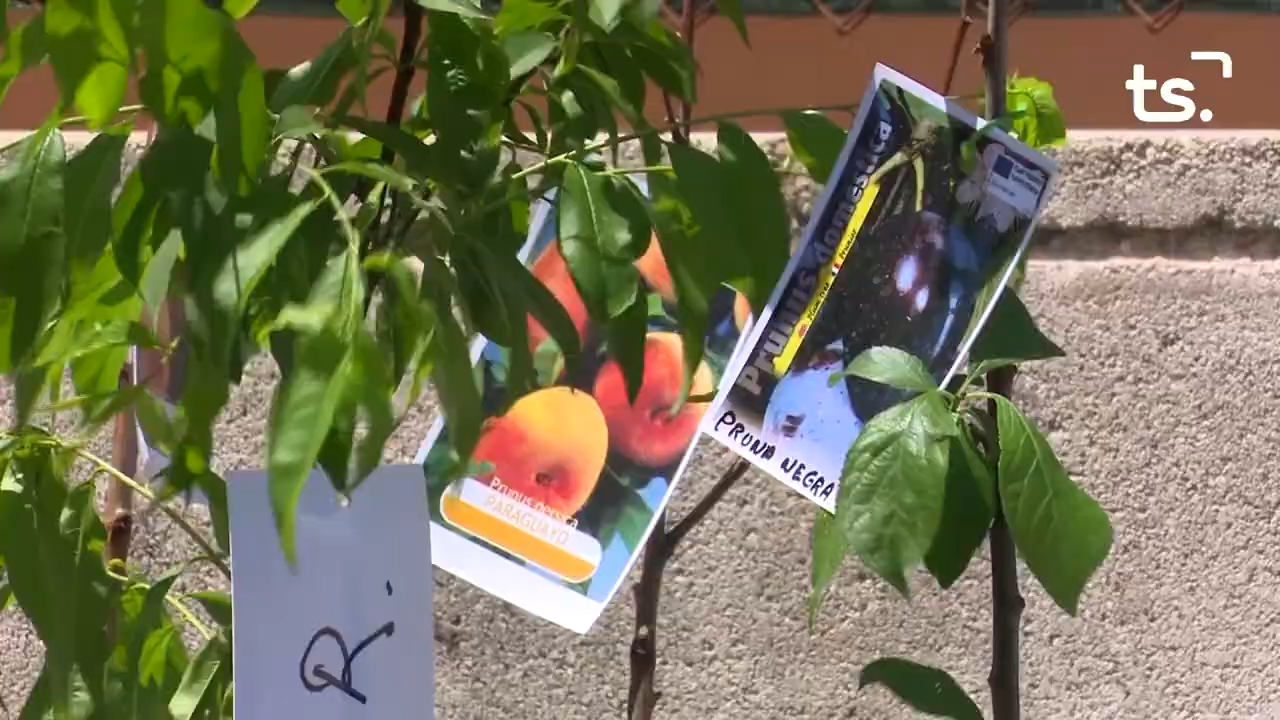 ts.
Prunus domestica
PRUNA NEGRA
Prunus persica
PARAGUAYO
R.